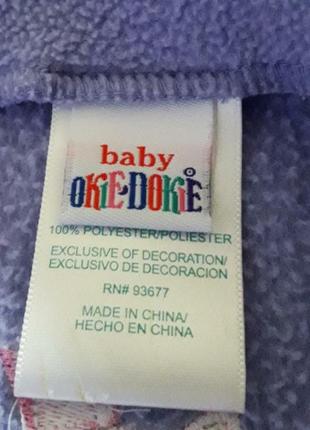 baby
OKIE·DOKIE
100% POLYESTER/POLIESTER
EXCLUSIVE OF DECORATION/
EXCLUSIVO DE DECORACION
RN# 93677
MADE IN CHINA/
HECHO EN CHINA